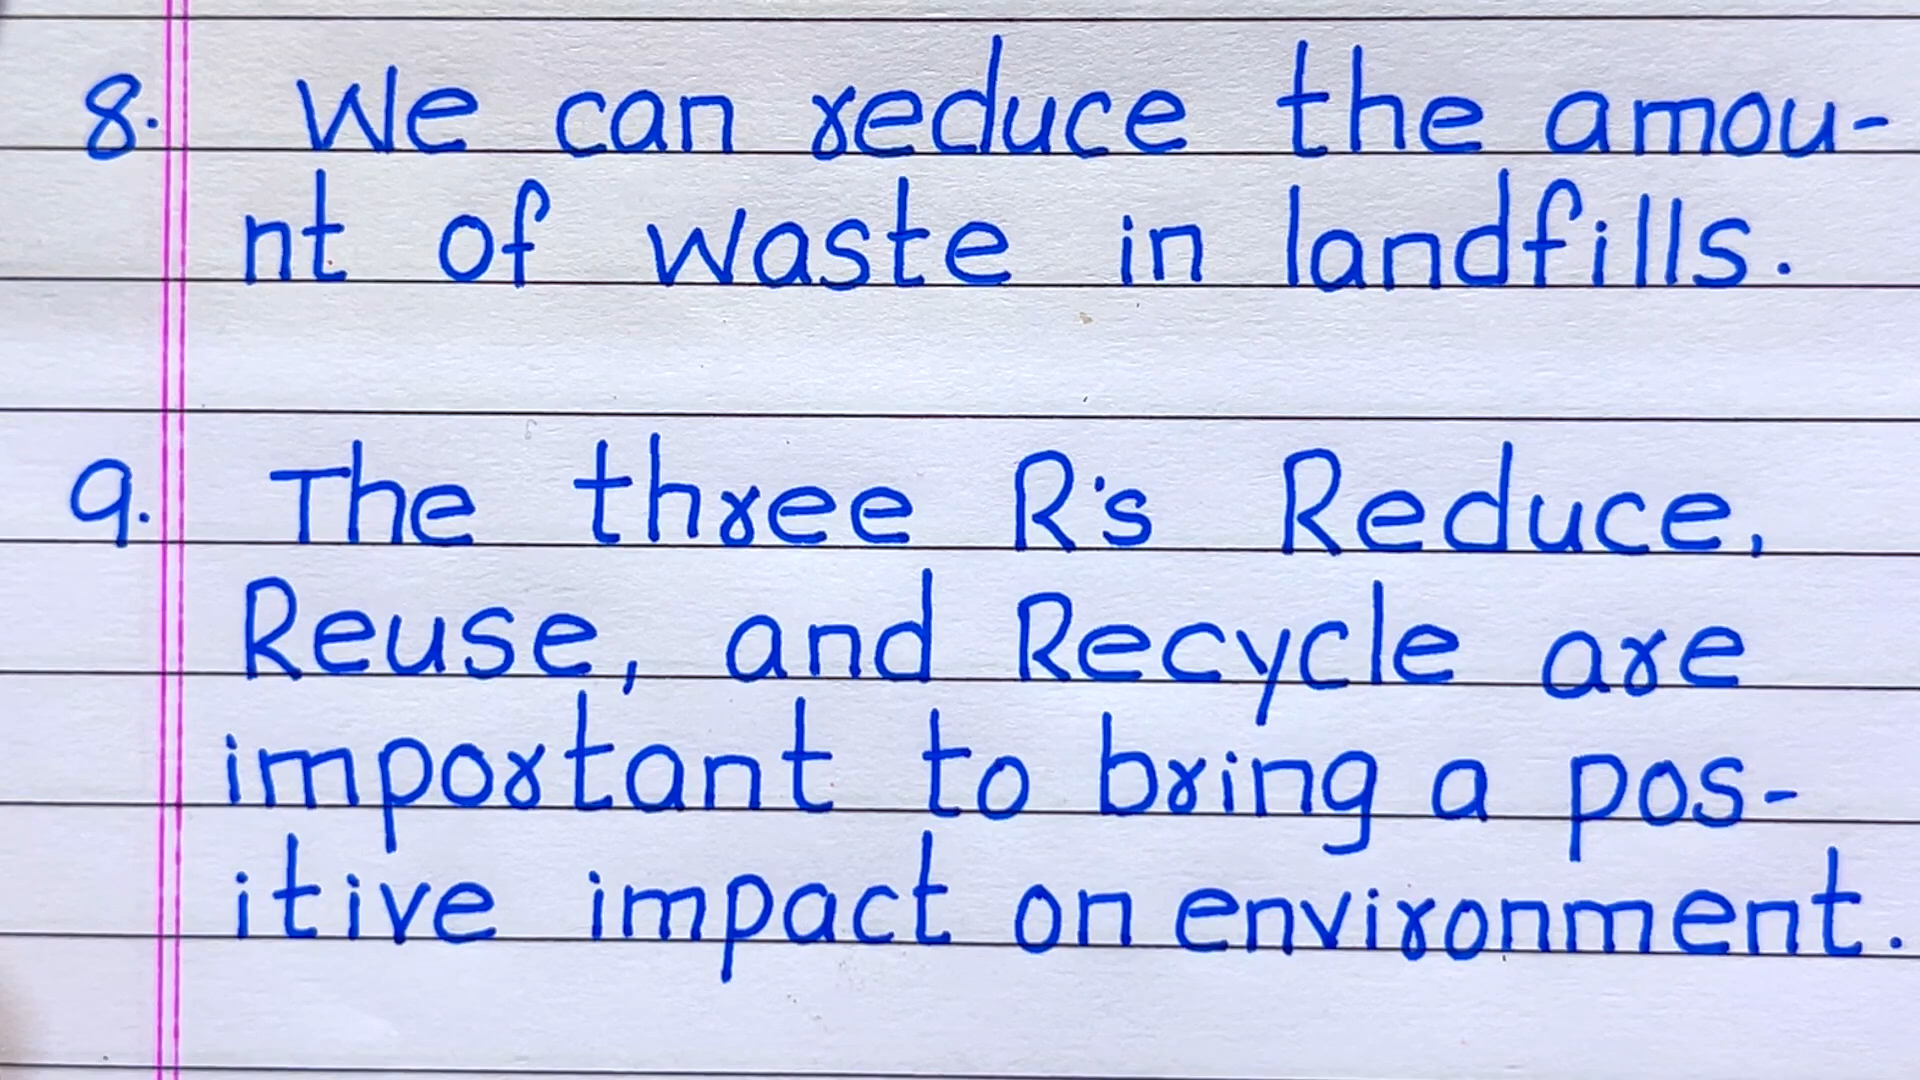 8. We can reduce the amou-
nt of waste in landfills.
9. The three R's Reduce,
Reuse, and Recycle are
important to bring a pos-
itive impact on environment.